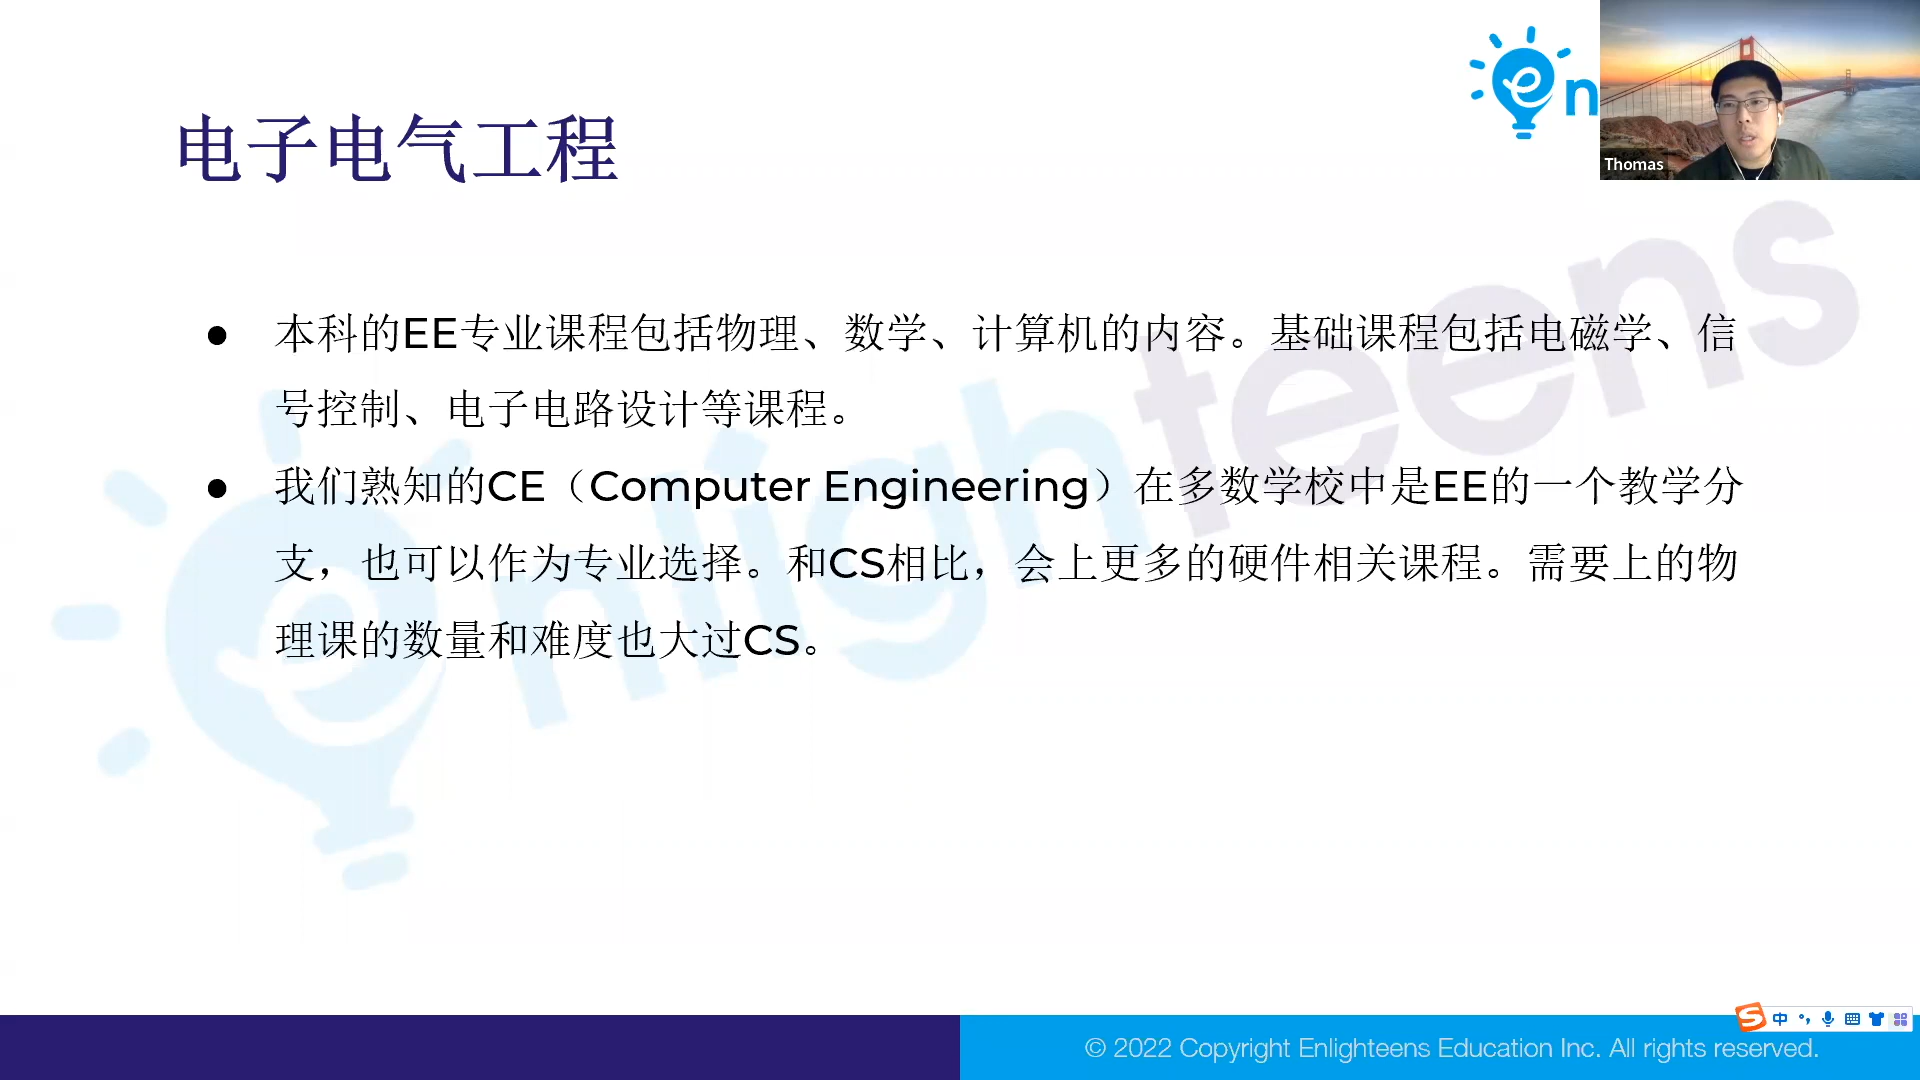 电子电气工程
en
Thomas
● 本科的EE专业课程包括物理、数学、计算机的内容。基础课程包括电磁学、信
号控制、电子电路设计等课程。
● 我们熟知的CE（Computer Engineering）在多数学校中是EE的一个教学分
支，也可以作为专业选择。和CS相比，会上更多的硬件相关课程。需要上的物
理课的数量和难度也大过CS。
enlighteens
S 中
© 2022 Copyright Enlighteens Education Inc. All rights reserved.